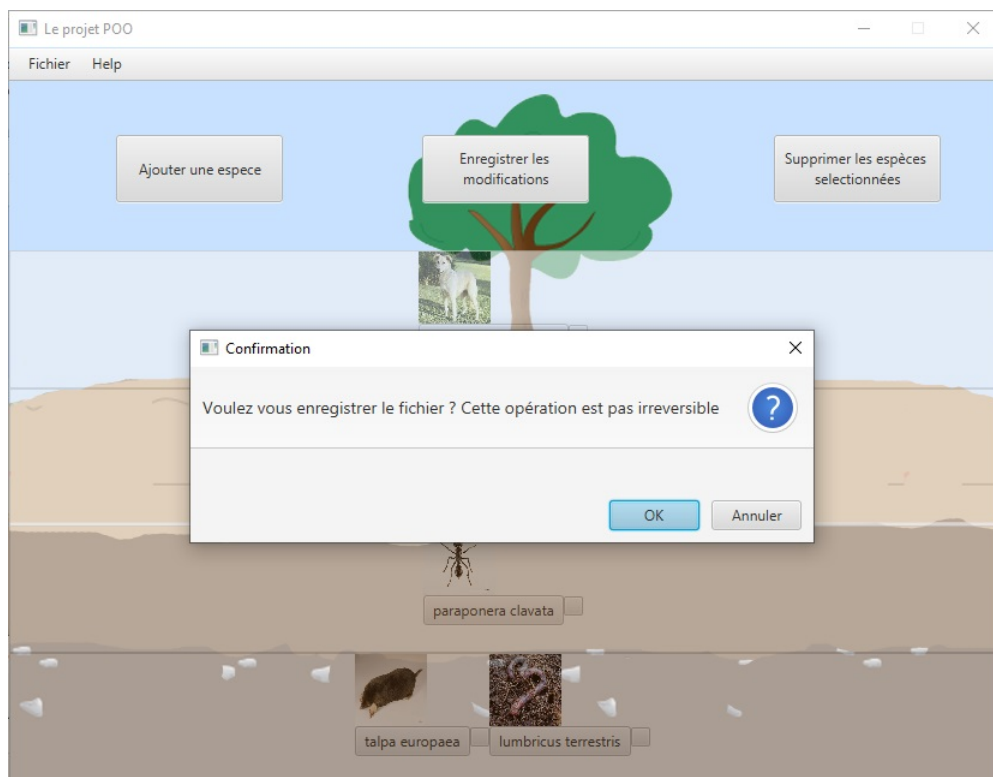 Le projet POO
Fichier Help
Ajouter une espece
Enregistrer les
modifications
Supprimer les espèces
selectionnées
Confirmation
Voulez vous enregistrer le fichier ? Cette opération est pas irreversible
OK Annuler
paraponera clavata
talpa europaea lumbricus terrestris